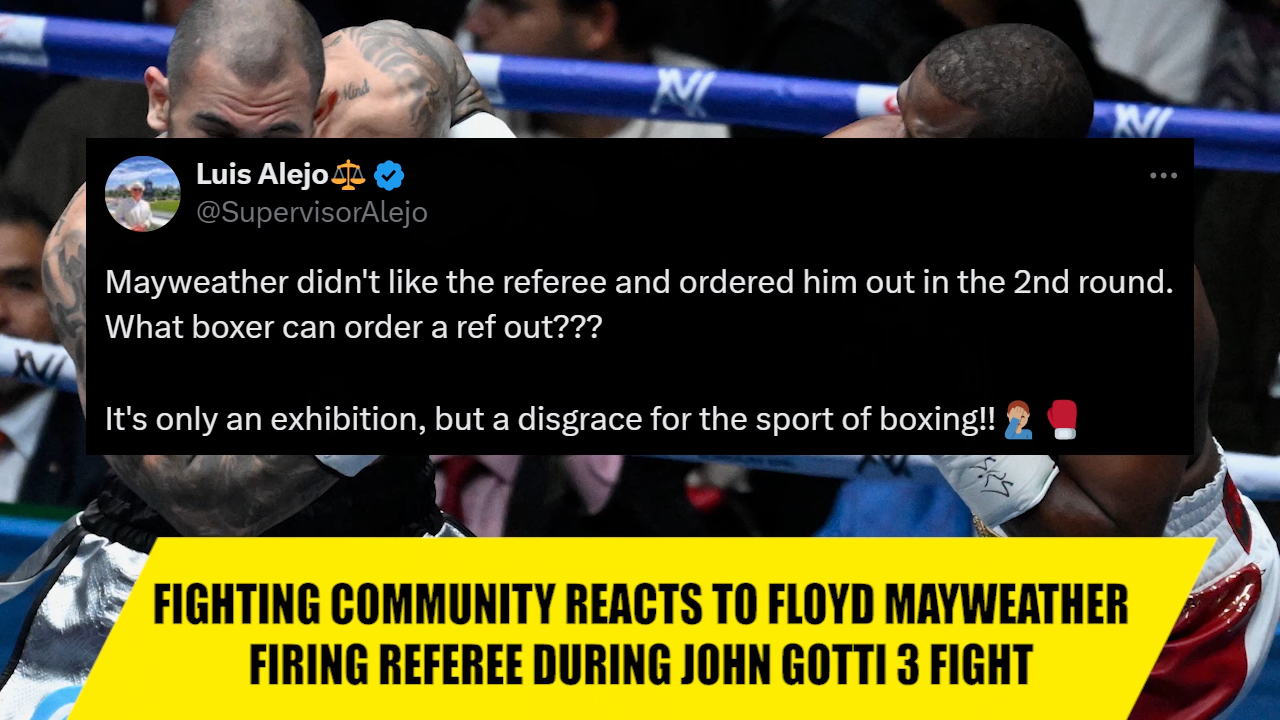 Mind
Luis Alejo⚖️
@SupervisorAlejo
Mayweather didn't like the referee and ordered him out in the 2nd round.
What boxer can order a ref out???
It's only an exhibition, but a disgrace for the sport of boxing!!🤦🏽‍♂️🥊
FIGHTING COMMUNITY REACTS TO FLOYD MAYWEATHER
FIRING REFEREE DURING JOHN GOTTI 3 FIGHT